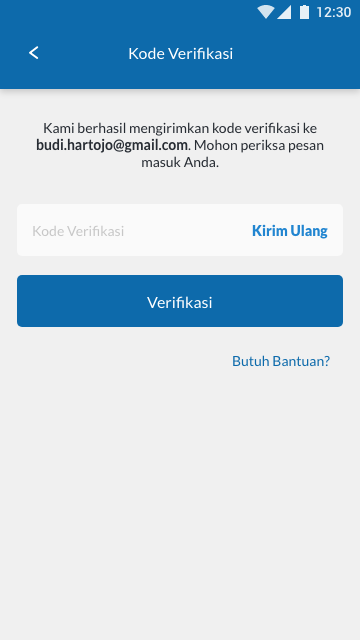 12:30
Kode Verifikasi
Kami berhasil mengirimkan kode verifikasi ke
budi.hartojo@gmail.com. Mohon periksa pesan
masuk Anda.
Kode Verifikasi Kirim Ulang
Verifikasi
Butuh Bantuan?